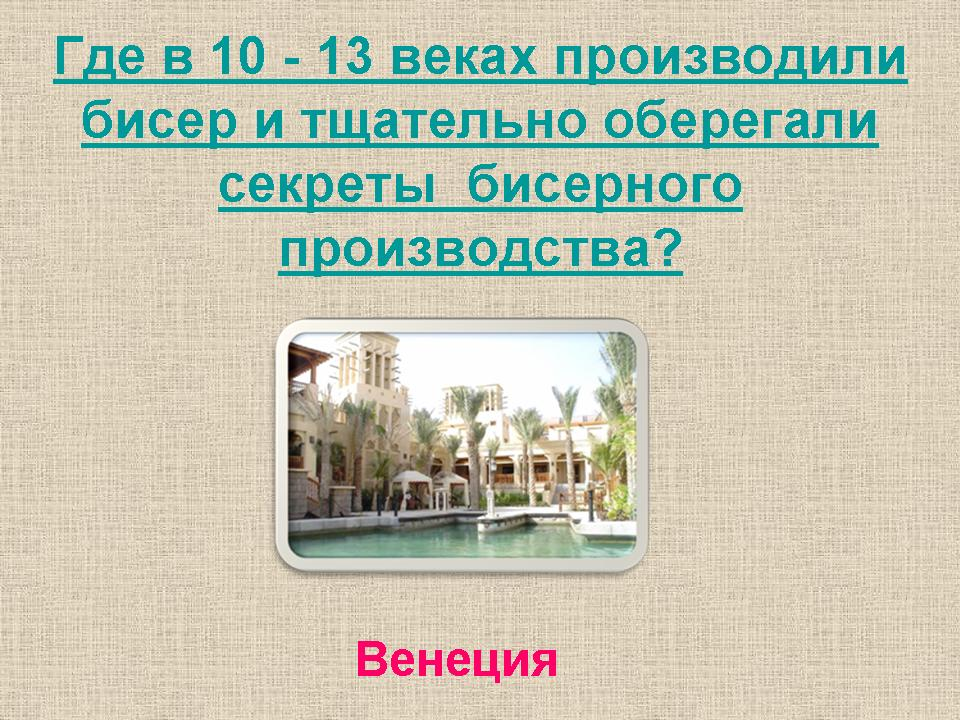 Где в 10 - 13 веках производили
бисер и тщательно оберегали
секреты  бисерного
производства?
Венеция